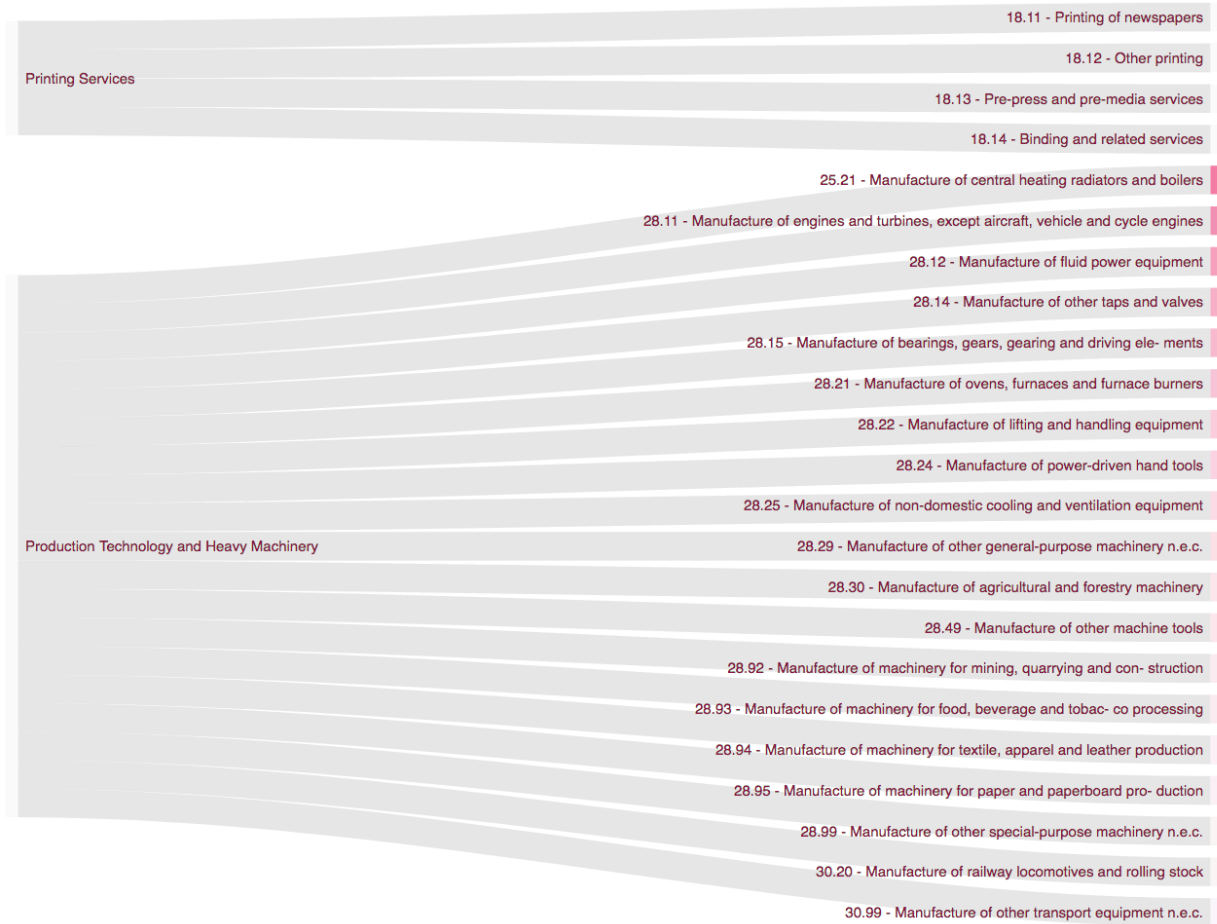 Printing Services
18.11 - Printing of newspapers
18.12 - Other printing
18.13 - Pre-press and pre-media services
18.14 - Binding and related services
Production Technology and Heavy Machinery
25.21 - Manufacture of central heating radiators and boilers
28.11 - Manufacture of engines and turbines, except aircraft, vehicle and cycle engines
28.12 - Manufacture of fluid power equipment
28.14 - Manufacture of other taps and valves
28.15 - Manufacture of bearings, gears, gearing and driving ele- ments
28.21 - Manufacture of ovens, furnaces and furnace burners
28.22 - Manufacture of lifting and handling equipment
28.24 - Manufacture of power-driven hand tools
28.25 - Manufacture of non-domestic cooling and ventilation equipment
28.29 - Manufacture of other general-purpose machinery n.e.c.
28.30 - Manufacture of agricultural and forestry machinery
28.49 - Manufacture of other machine tools
28.92 - Manufacture of machinery for mining, quarrying and con- struction
28.93 - Manufacture of machinery for food, beverage and tobac- co processing
28.94 - Manufacture of machinery for textile, apparel and leather production
28.95 - Manufacture of machinery for paper and paperboard pro- duction
28.99 - Manufacture of other special-purpose machinery n.e.c.
30.20 - Manufacture of railway locomotives and rolling stock
30.99 - Manufacture of other transport equipment n.e.c.